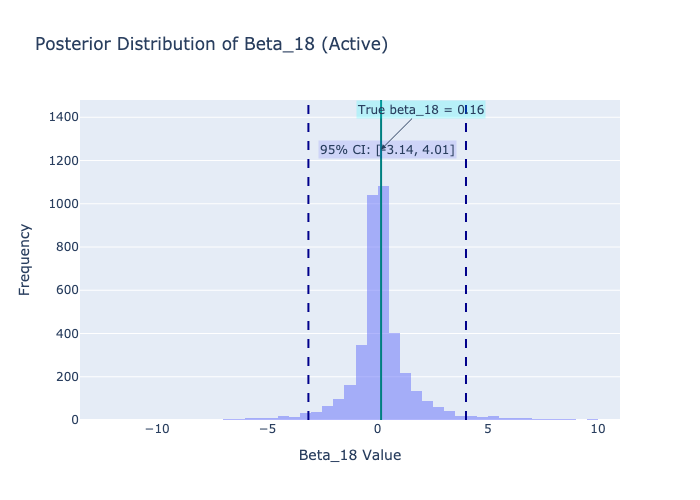 Posterior Distribution of Beta_18 (Active)
True beta_18 = 0.16
95% CI: [-3.14, 4.01]
1400
1200
1000
800
600
400
200
0
Frequency
−10
−5
0
5
10
Beta_18 Value